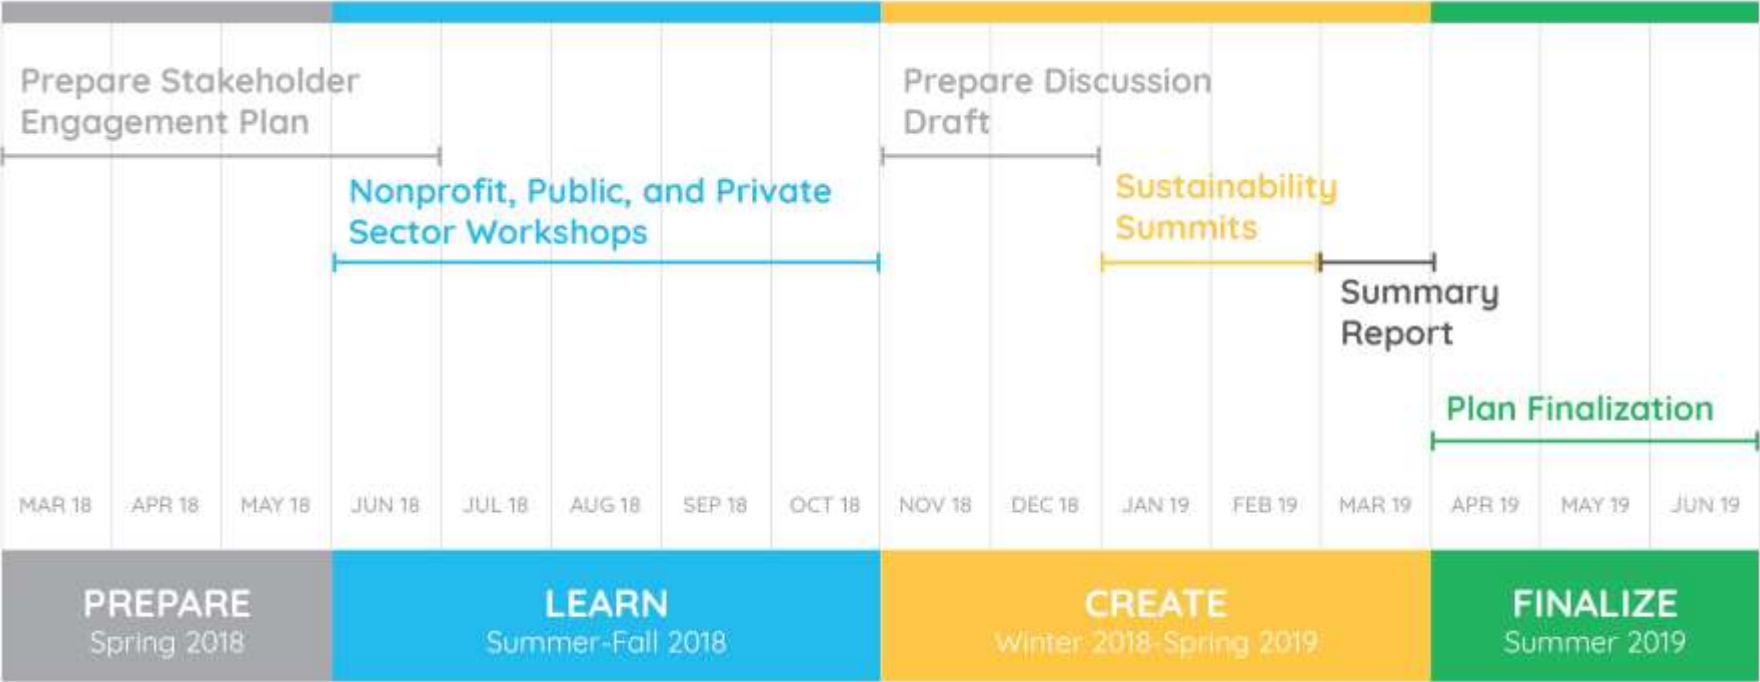 Prepare Stakeholder
Engagement Plan
Prepare Discussion
Draft
Nonprofit, Public, and Private
Sector Workshops
Sustainability
Summits
Summary
Report
Plan Finalization
MAR 18 APR 18 MAY 18 JUN 18 JUL 18 AUG 18 SEP 18 OCT 18 NOV 18 DEC 18 JAN 19 FEB 19 MAR 19 APR 19 MAY 19 JUN 19
PREPARE
Spring 2018
LEARN
Summer-Fall 2018
CREATE
Winter 2018-Spring 2019
FINALIZE
Summer 2019